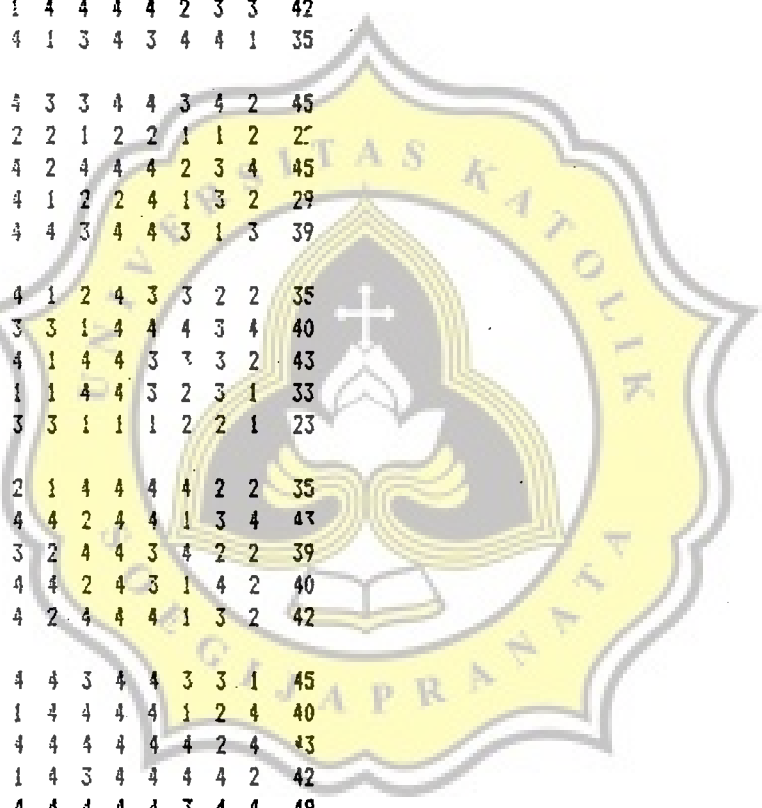 1 4 4 4 4 2 3 3 42
4 1 3 4 3 4 4 1 35
4 3 3 4 4 3 4 2 45
2 2 1 2 2 1 1 2
4 2 4 4 4 2 3 4 45
4 1 2 2 4 1 3 2 29
4 4 3 4 4 3 1 3 39
4 1 2 4 3 3 2 2 35
3 3 1 4 4 4 3 4 40
4 1 4 4 3 3 2 43
1 1 4 4 3 2 3 1 33
3 3 1 1 1 2 2 1 23
2 1 4 4 4 4 2 2 35
4 4 2 4 4 1 3 4
3 2 4 4 3 4 2 2 39
4 4 2 4 3 1 4 2 40
4 2 4 4 4 1 3 2 42
4 4 3 4 4 3 3 1 45
1 4 4 4 4 1 2 4 40
4 4 4 4 4 4 2 4
1 4 3 4 4 4 4 2 42
4 4 4 4 4 3 4 4 49
UNIVERSITAS KATOLIK
SOEGIJAPRANATA